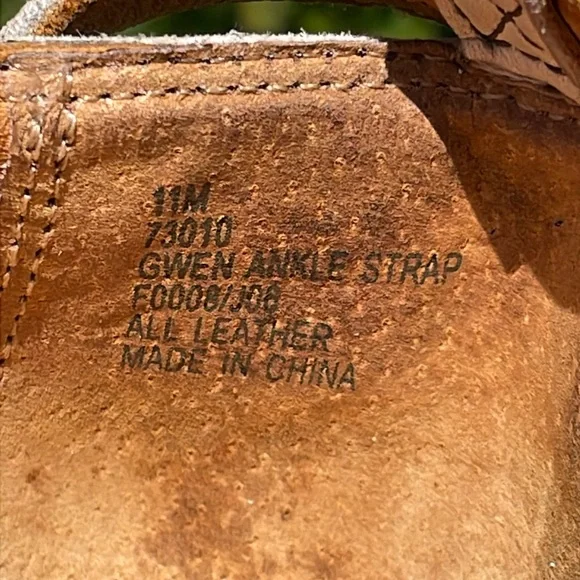 11M
73010
GWEN ANKLE STRAP
F0008/J08
ALL LEATHER
MADE IN CHINA